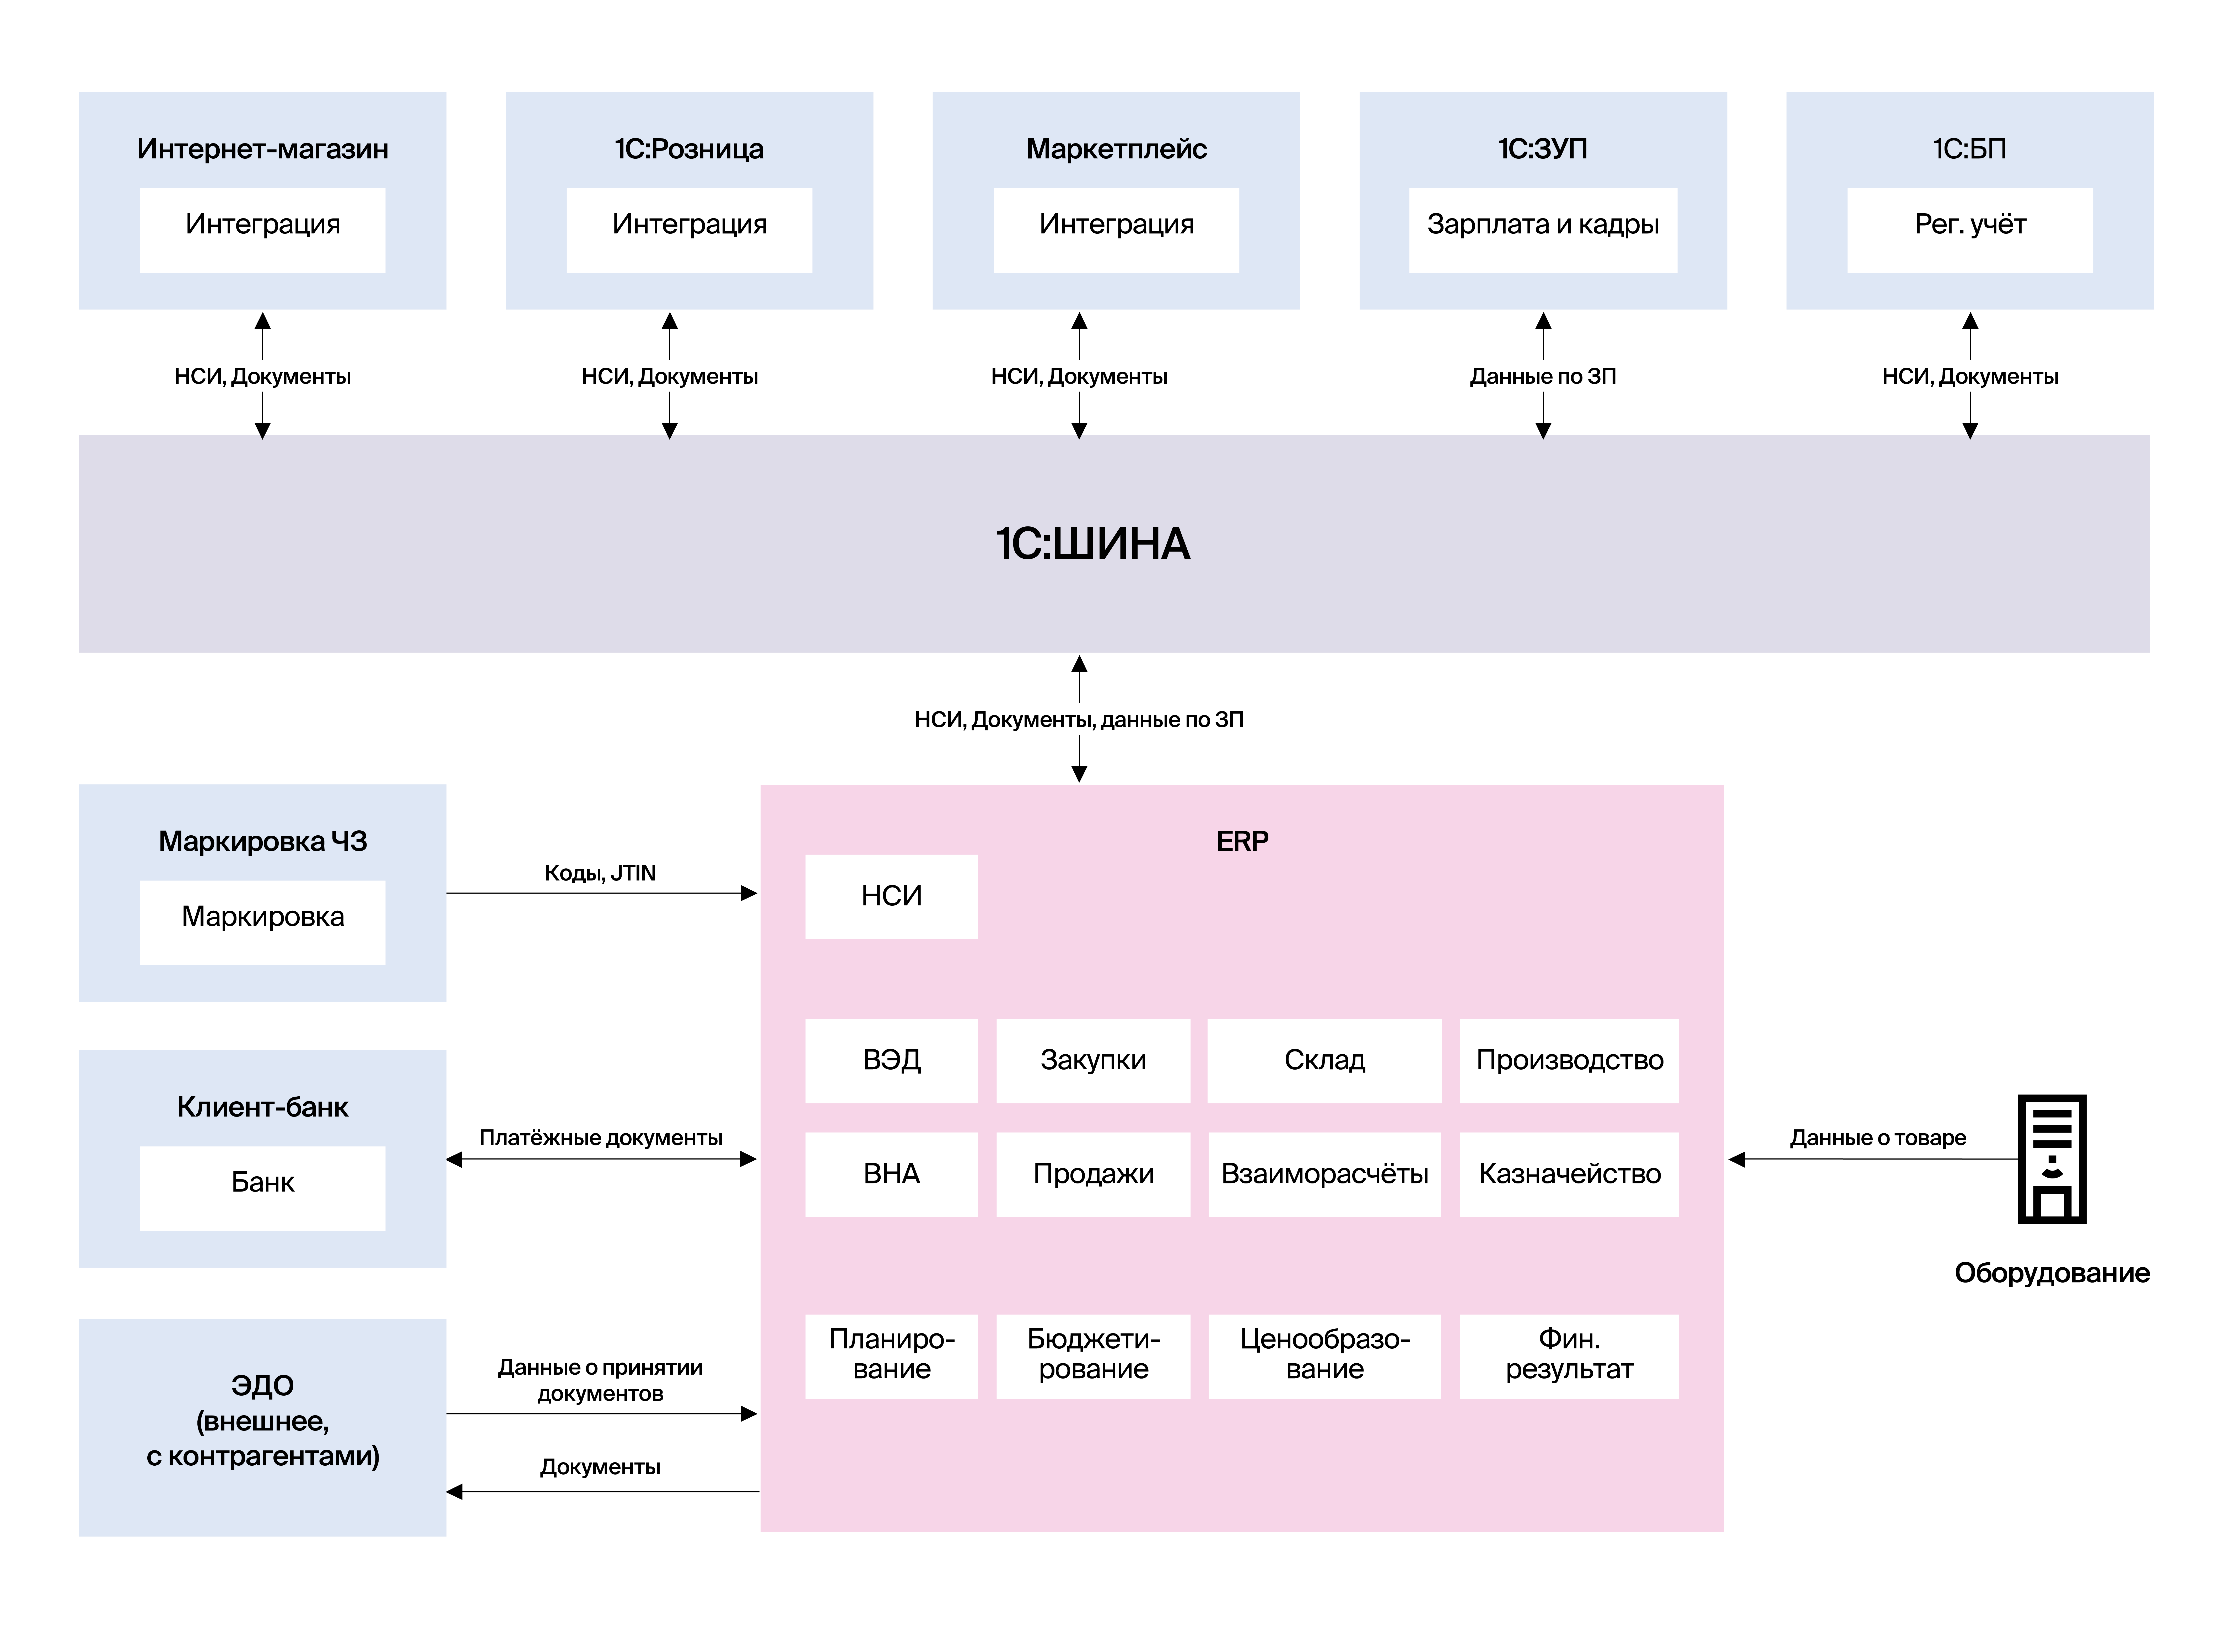 Интернет-магазин
Интеграция
1С:Розница
Интеграция
Маркетплейс
Интеграция
1С:ЗУП
Зарплата и кадры
1С:БП
Рег. учёт
НСИ, Документы
НСИ, Документы
НСИ, Документы
Данные по ЗП
НСИ, Документы
1С:ШИНА
НСИ, Документы, данные по ЗП
Маркировка ЧЗ
Маркировка
Коды, JTIN
Клиент-банк
Банк
Платёжные документы
ЭДО
(внешнее,
с контрагентами)
Данные о принятии
документов
Документы
ERP
НСИ
ВЭД
Закупки
Склад
Производство
ВНА
Продажи
Взаиморасчёты
Казначейство
Планиро-
вание
Бюджети-
рование
Ценообразо-
вание
Фин.
результат
Данные о товаре
Оборудование